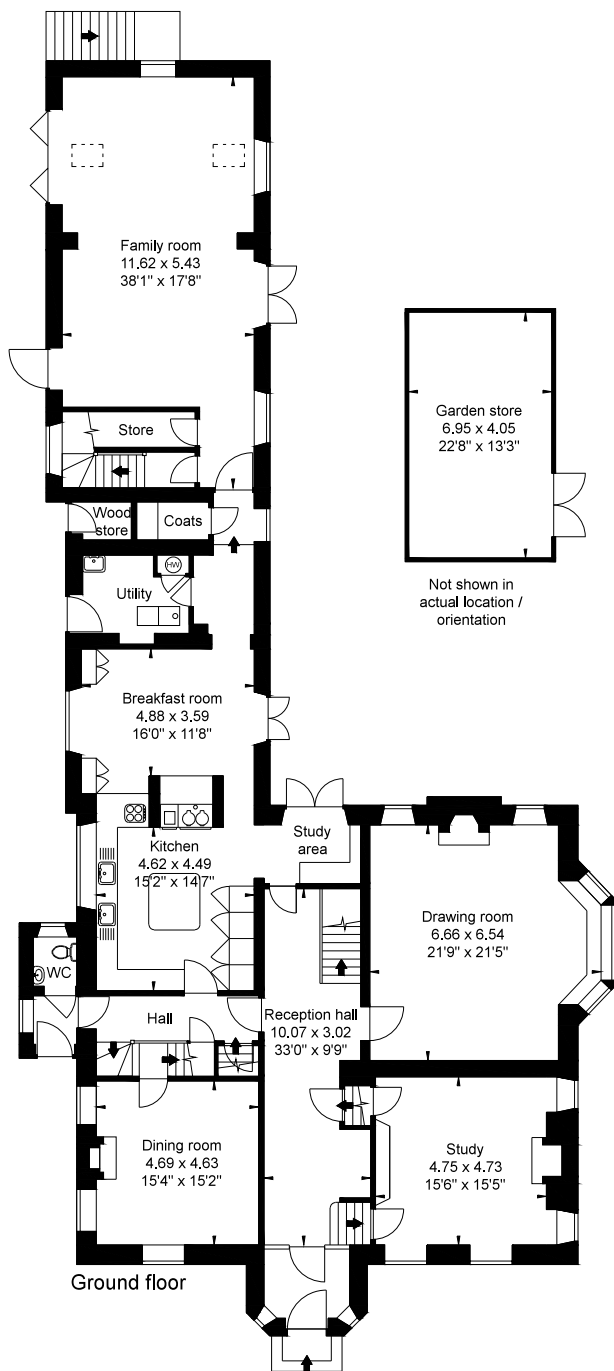 Family room
11.62 x 5.43
38'1" x 17'8"
Garden store
6.95 x 4.05
22'8" x 13'3"
Not shown in
actual location /
orientation
Store
Wood
store
Coats
HW
Utility
Breakfast room
4.88 x 3.59
16'0" x 11'8"
Study
area
Kitchen
4.62 x 4.49
15'2" x 14'7"
Drawing room
6.66 x 6.54
21'9" x 21'5"
WC
Hall
Reception hall
10.07 x 3.02
33'0" x 9'9"
Dining room
4.69 x 4.63
15'4" x 15'2"
Study
4.75 x 4.73
15'6" x 15'5"
Ground floor